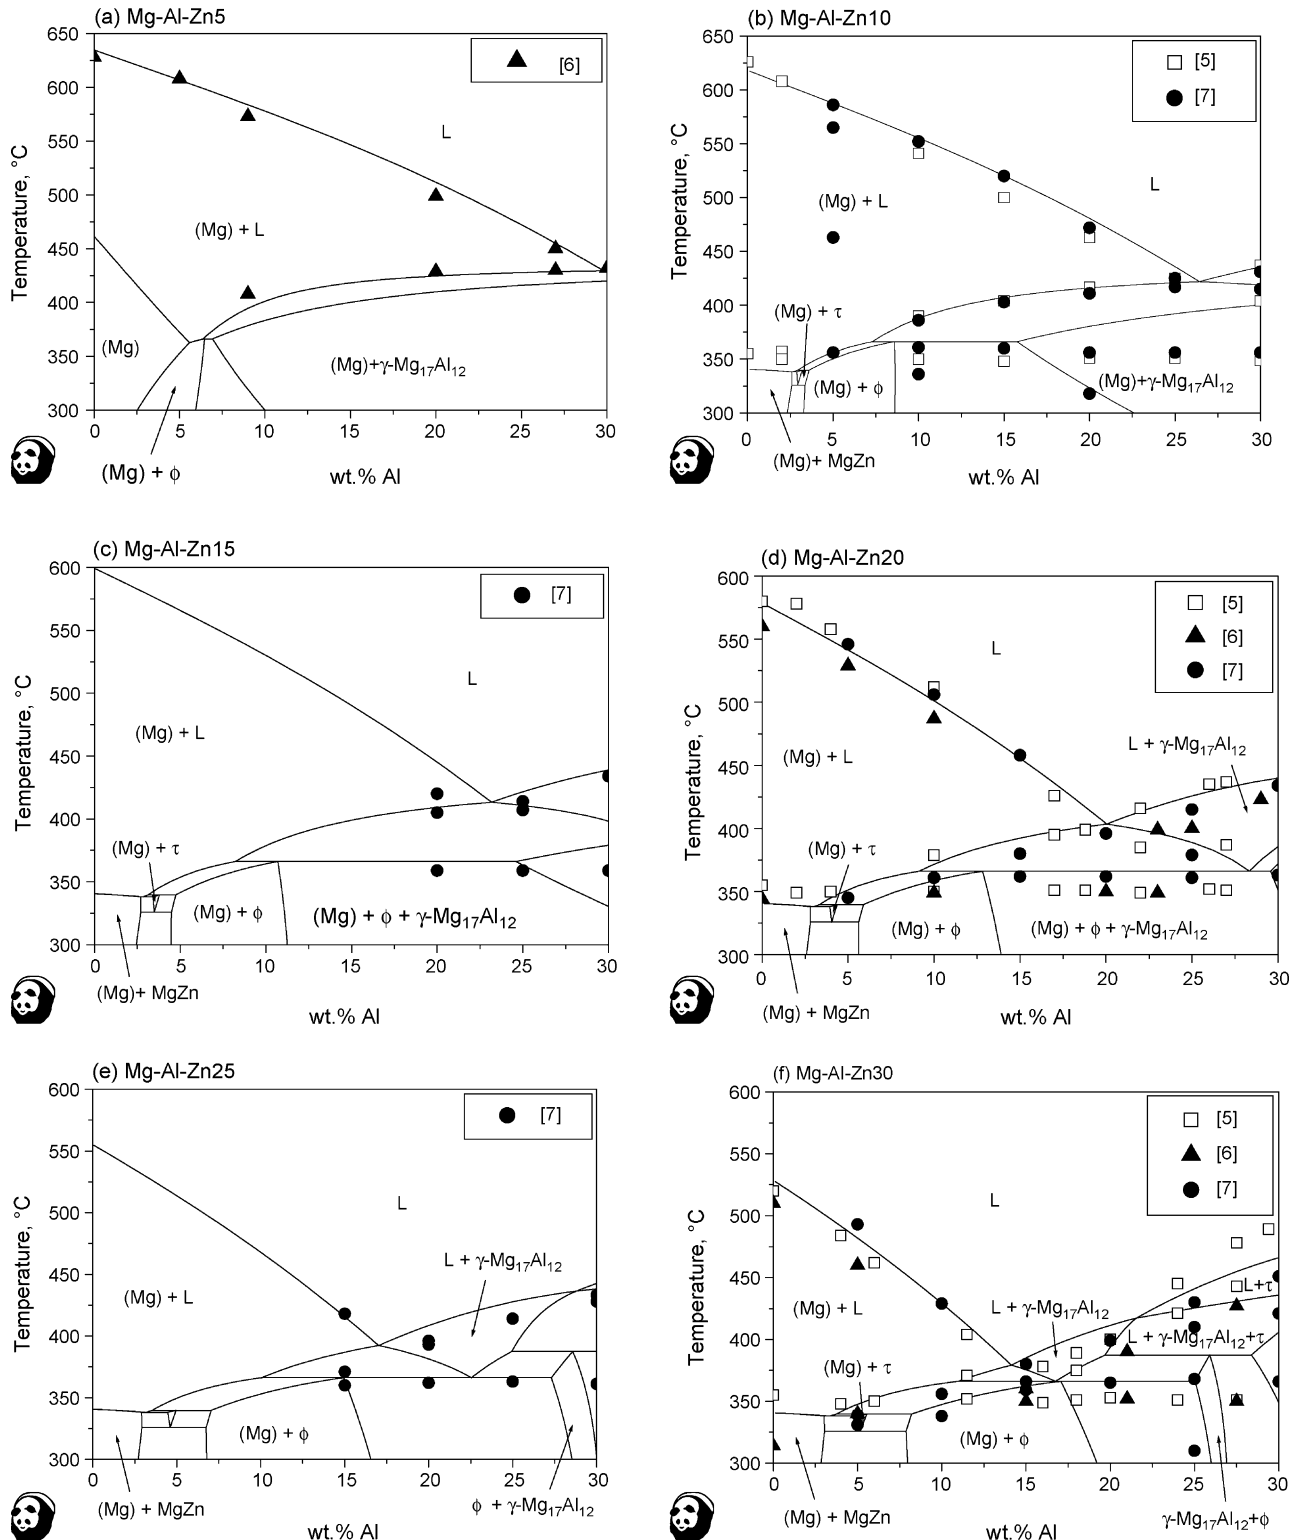 (a) Mg-Al-Zn5
650
600
550
500
450
400
350
300
Temperature, °C
[6]
L
(Mg) + L
(Mg)
(Mg)+γ-Mg17Al12
0 5 10 15 20 25 30
(Mg) + ϕ
wt.% Al
(b) Mg-Al-Zn10
650
600
550
500
450
400
350
300
Temperature, °C
[5]
[7]
L
(Mg) + L
(Mg) + τ
(Mg) + ϕ
(Mg)+γ-Mg17Al12
0 5 10 15 20 25 30
(Mg)+ MgZn
wt.% Al
(c) Mg-Al-Zn15
600
550
500
450
400
350
300
Temperature, °C
[7]
L
(Mg) + L
(Mg) + τ
(Mg) + ϕ
(Mg) + ϕ + γ-Mg17Al12
0 5 10 15 20 25 30
(Mg)+ MgZn
wt.% Al
(d) Mg-Al-Zn20
600
550
500
450
400
350
300
Temperature, °C
[5]
[6]
[7]
L
L + γ-Mg17Al12
(Mg) + L
(Mg) + τ
(Mg) + ϕ
(Mg) + ϕ + γ-Mg17Al12
0 5 10 15 20 25 30
(Mg) + MgZn
wt.% Al
(e) Mg-Al-Zn25
600
550
500
450
400
350
300
Temperature, °C
[7]
L
L + γ-Mg17Al12
(Mg) + L
(Mg) + ϕ
0 5 10 15 20 25 30
(Mg) + MgZn
ϕ + γ-Mg17Al12
wt.% Al
(f) Mg-Al-Zn30
600
550
500
450
400
350
300
Temperature, °C
[5]
[6]
[7]
L
L+τ
(Mg) + L
L + γ-Mg17Al12
L + γ-Mg17Al12+τ
(Mg) + τ
(Mg) + ϕ
0 5 10 15 20 25 30
(Mg) + MgZn
γ-Mg17Al12+ϕ
wt.% Al